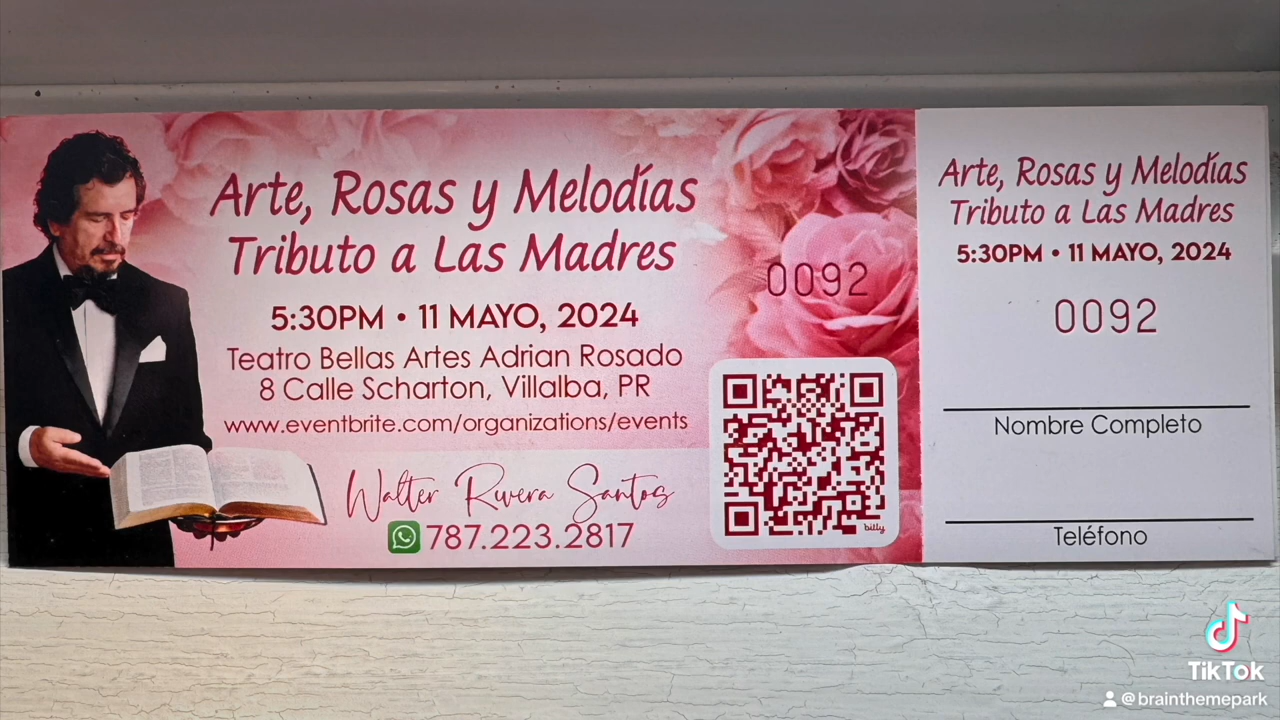 Arte, Rosas y Melodías
Tributo a Las Madres
5:30PM • 11 MAYO, 2024
Teatro Bellas Artes Adrian Rosado
8 Calle Scharton, Villalba, PR
www.eventbrite.com/organizations/events
Walter Rivera Santos
787.223.2817
0092
bitly
Arte, Rosas y Melodías
Tributo a Las Madres
5:30PM • 11 MAYO, 2024
0092
Nombre Completo
Teléfono
TikTok
@brainthemepark